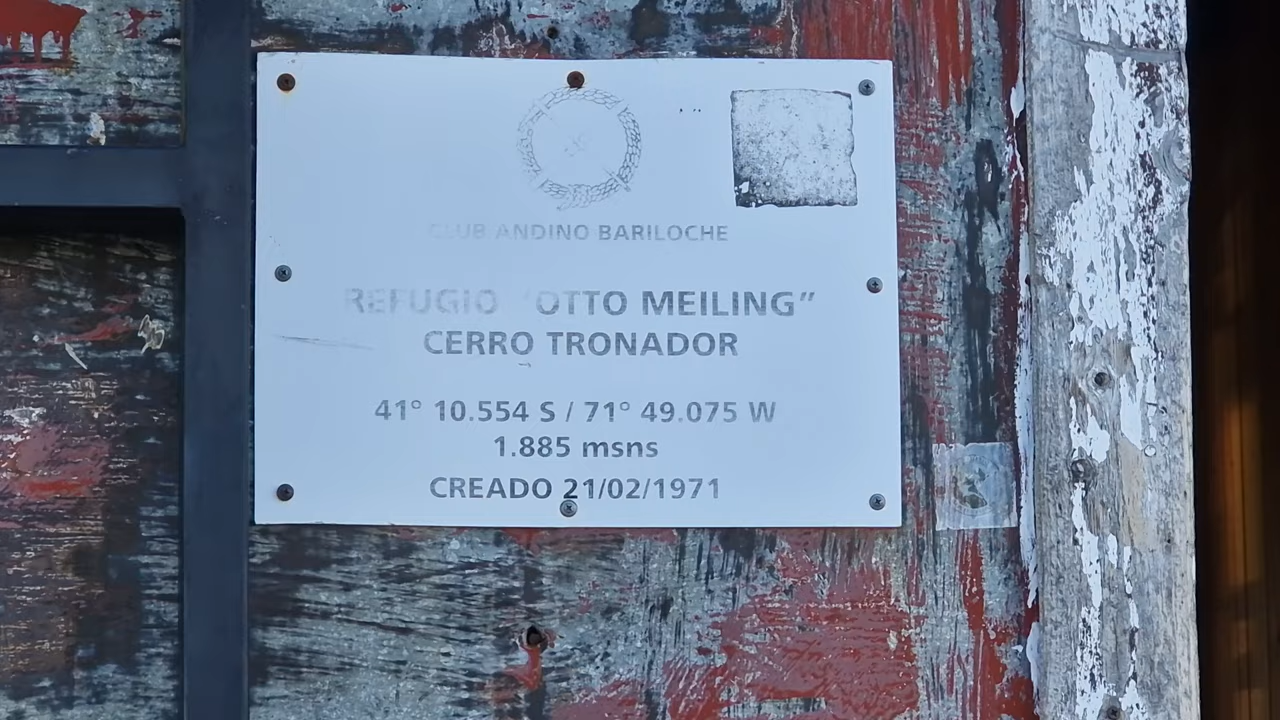 CLUB ANDINO BARILOCHE
REFUGIO "OTTO MEILING"
CERRO TRONADOR
41° 10.554 S / 71° 49.075 W
1.885 msns
CREADO 21/02/1971